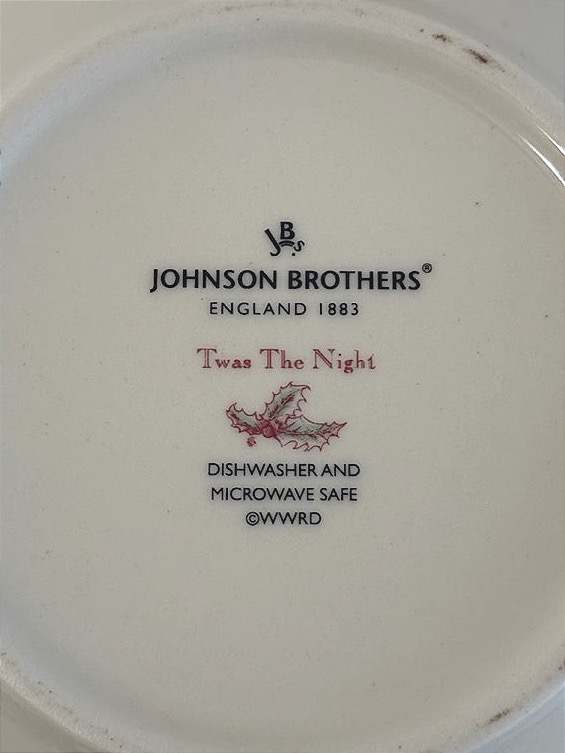 JBs
JOHNSON BROTHERS®
ENGLAND 1883
Twas The Night
DISHWASHER AND
MICROWAVE SAFE
©WWRD